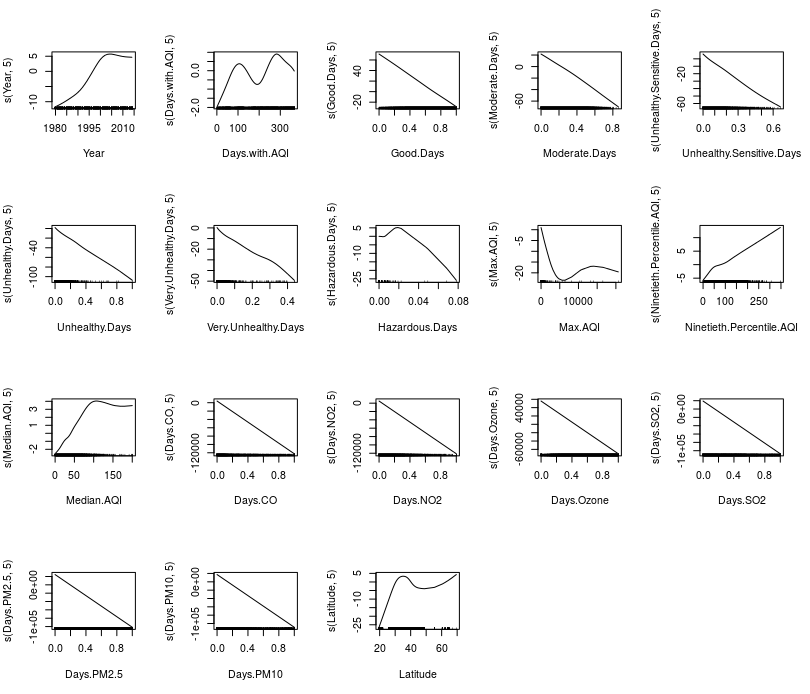 s(Year, 5)
-10 0 5
1980 1995 2010
Year
s(Days.with.AQI, 5)
-2.0 0.0
0 100 300
Days.with.AQI
s(Good.Days, 5)
-20 40
0.0 0.4 0.8
Good.Days
s(Moderate.Days, 5)
-60 0
0.0 0.4 0.8
Moderate.Days
s(Unhealthy.Sensitive.Days, 5)
-60 -20
0.0 0.3 0.6
Unhealthy.Sensitive.Days
s(Unhealthy.Days, 5)
-100 -40
0.0 0.4 0.8
Unhealthy.Days
s(Very.Unhealthy.Days, 5)
-50 -20 0
0.0 0.2 0.4
Very.Unhealthy.Days
s(Hazardous.Days, 5)
-25 -10 5
0.00 0.04 0.08
Hazardous.Days
s(Max.AQI, 5)
-20 -5
0 10000
Max.AQI
s(Ninetieth.Percentile.AQI, 5)
-5 5
0 100 250
Ninetieth.Percentile.AQI
s(Median.AQI, 5)
-2 1 3
0 50 150
Median.AQI
s(Days.CO, 5)
-120000 0
0.0 0.4 0.8
Days.CO
s(Days.NO2, 5)
-120000 0
0.0 0.4 0.8
Days.NO2
s(Days.Ozone, 5)
-60000 40000
0.0 0.4 0.8
Days.Ozone
s(Days.SO2, 5)
-1e+05 0e+00
0.0 0.4 0.8
Days.SO2
s(Days.PM2.5, 5)
-1e+05 0e+00
0.0 0.4 0.8
Days.PM2.5
s(Days.PM10, 5)
-1e+05 0e+00
0.0 0.4 0.8
Days.PM10
s(Latitude, 5)
-25 -10 5
20 40 60
Latitude